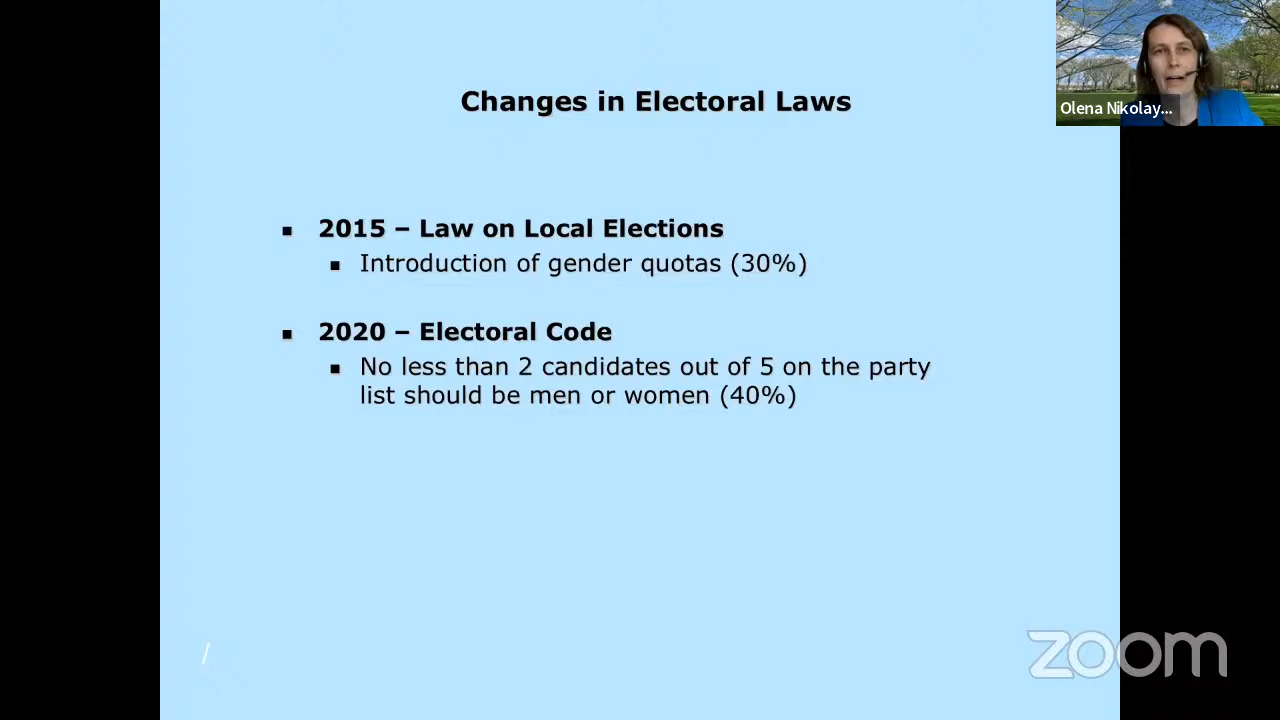 Changes in Electoral Laws
Olena Nikolay...
2015 – Law on Local Elections
Introduction of gender quotas (30%)
2020 – Electoral Code
No less than 2 candidates out of 5 on the party
list should be men or women (40%)
/
zoom